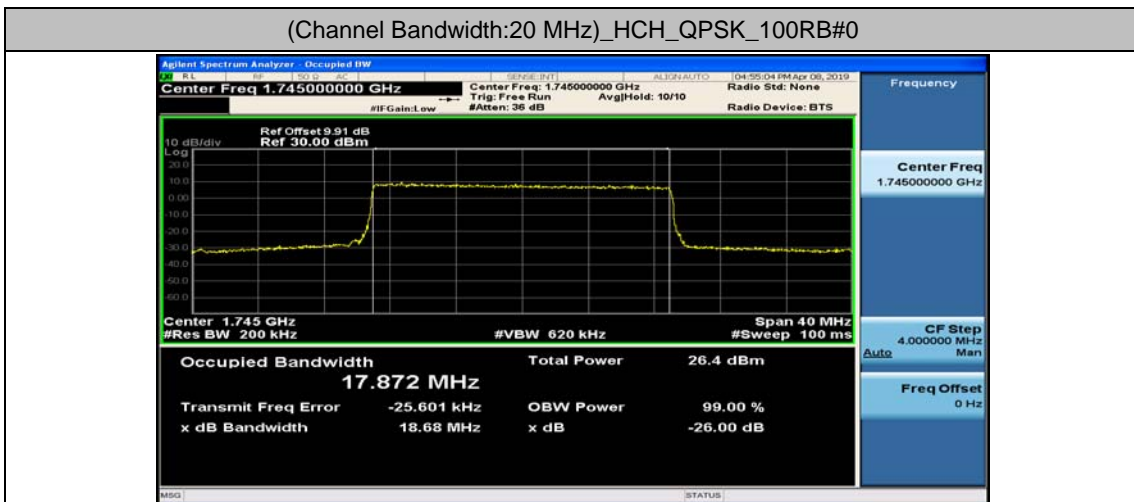 (Channel Bandwidth:20 MHz)_HCH_QPSK_100RB#0
Agilent Spectrum Analyzer - Occupied BW
RL RF 50 Ω AC SENSE:INT ALIGN AUTO 04:55:04 PM Apr 08, 2019
Center Freq 1.745000000 GHz
Center Freq: 1.745000000 GHz
Radio Std: None
Trig: Free Run Avg|Hold: 10/10
#IFGain:Low #Atten: 36 dB Radio Device: BTS
Ref Offset 9.91 dB
10 dB/div Ref 30.00 dBm
Log
20.0
10.0
0.00
-10.0
-20.0
-30.0
-40.0
-50.0
-60.0
Center 1.745 GHz Span 40 MHz
#Res BW 200 kHz #VBW 620 kHz #Sweep 100 ms
Occupied Bandwidth Total Power 26.4 dBm
17.872 MHz
Transmit Freq Error -25.601 kHz OBW Power 99.00 %
x dB Bandwidth 18.68 MHz x dB -26.00 dB
MSG STATUS
Frequency
Center Freq
1.745000000 GHz
CF Step
4.000000 MHz
Auto Man
Freq Offset
0 Hz